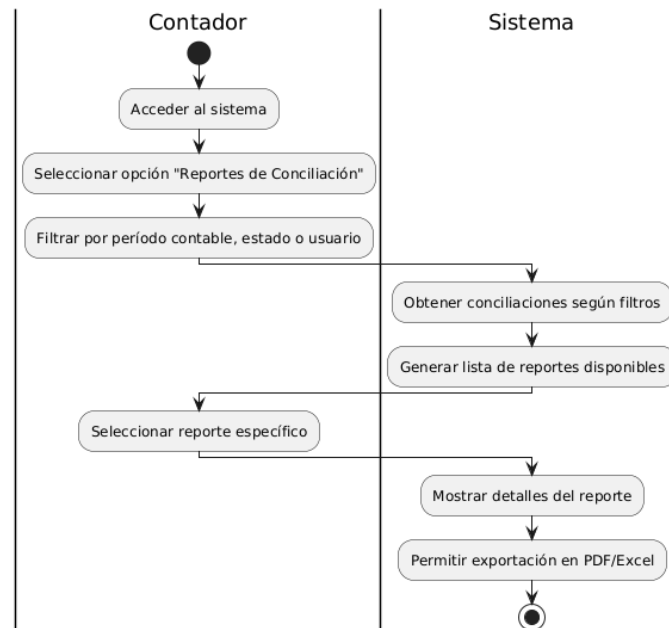 Contador
Sistema
Acceder al sistema
Seleccionar opción "Reportes de Conciliación"
Filtrar por período contable, estado o usuario
Obtener conciliaciones según filtros
Generar lista de reportes disponibles
Seleccionar reporte específico
Mostrar detalles del reporte
Permitir exportación en PDF/Excel